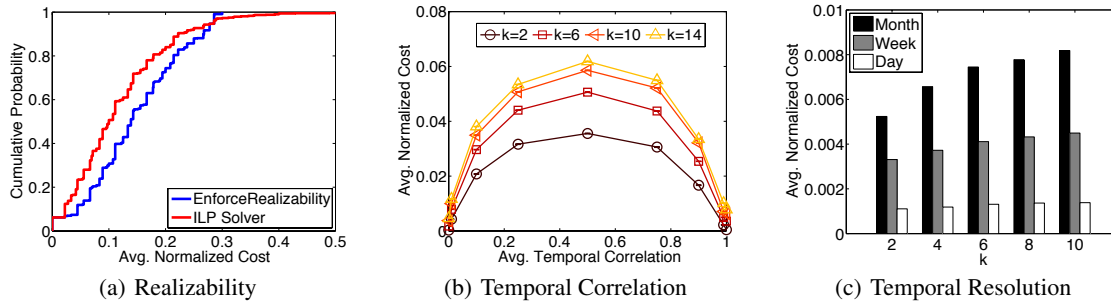 1
0.8
0.6
0.4
0.2
0
0 0.1 0.2 0.3 0.4 0.5
Cumulative Probability
Avg. Normalized Cost
EnforceRealizability
ILP Solver
(a) Realizability
0.08
0.06
0.04
0.02
0.00
0.0 0.2 0.4 0.6 0.8 1
Avg. Normalized Cost
Avg. Temporal Correlation
k=2 k=6 k=10 k=14
(b) Temporal Correlation
0.01
0.008
0.006
0.004
0.002
0
2 4 6 8 10
k
Avg. Normalized Cost
Month
Week
Day
(c) Temporal Resolution